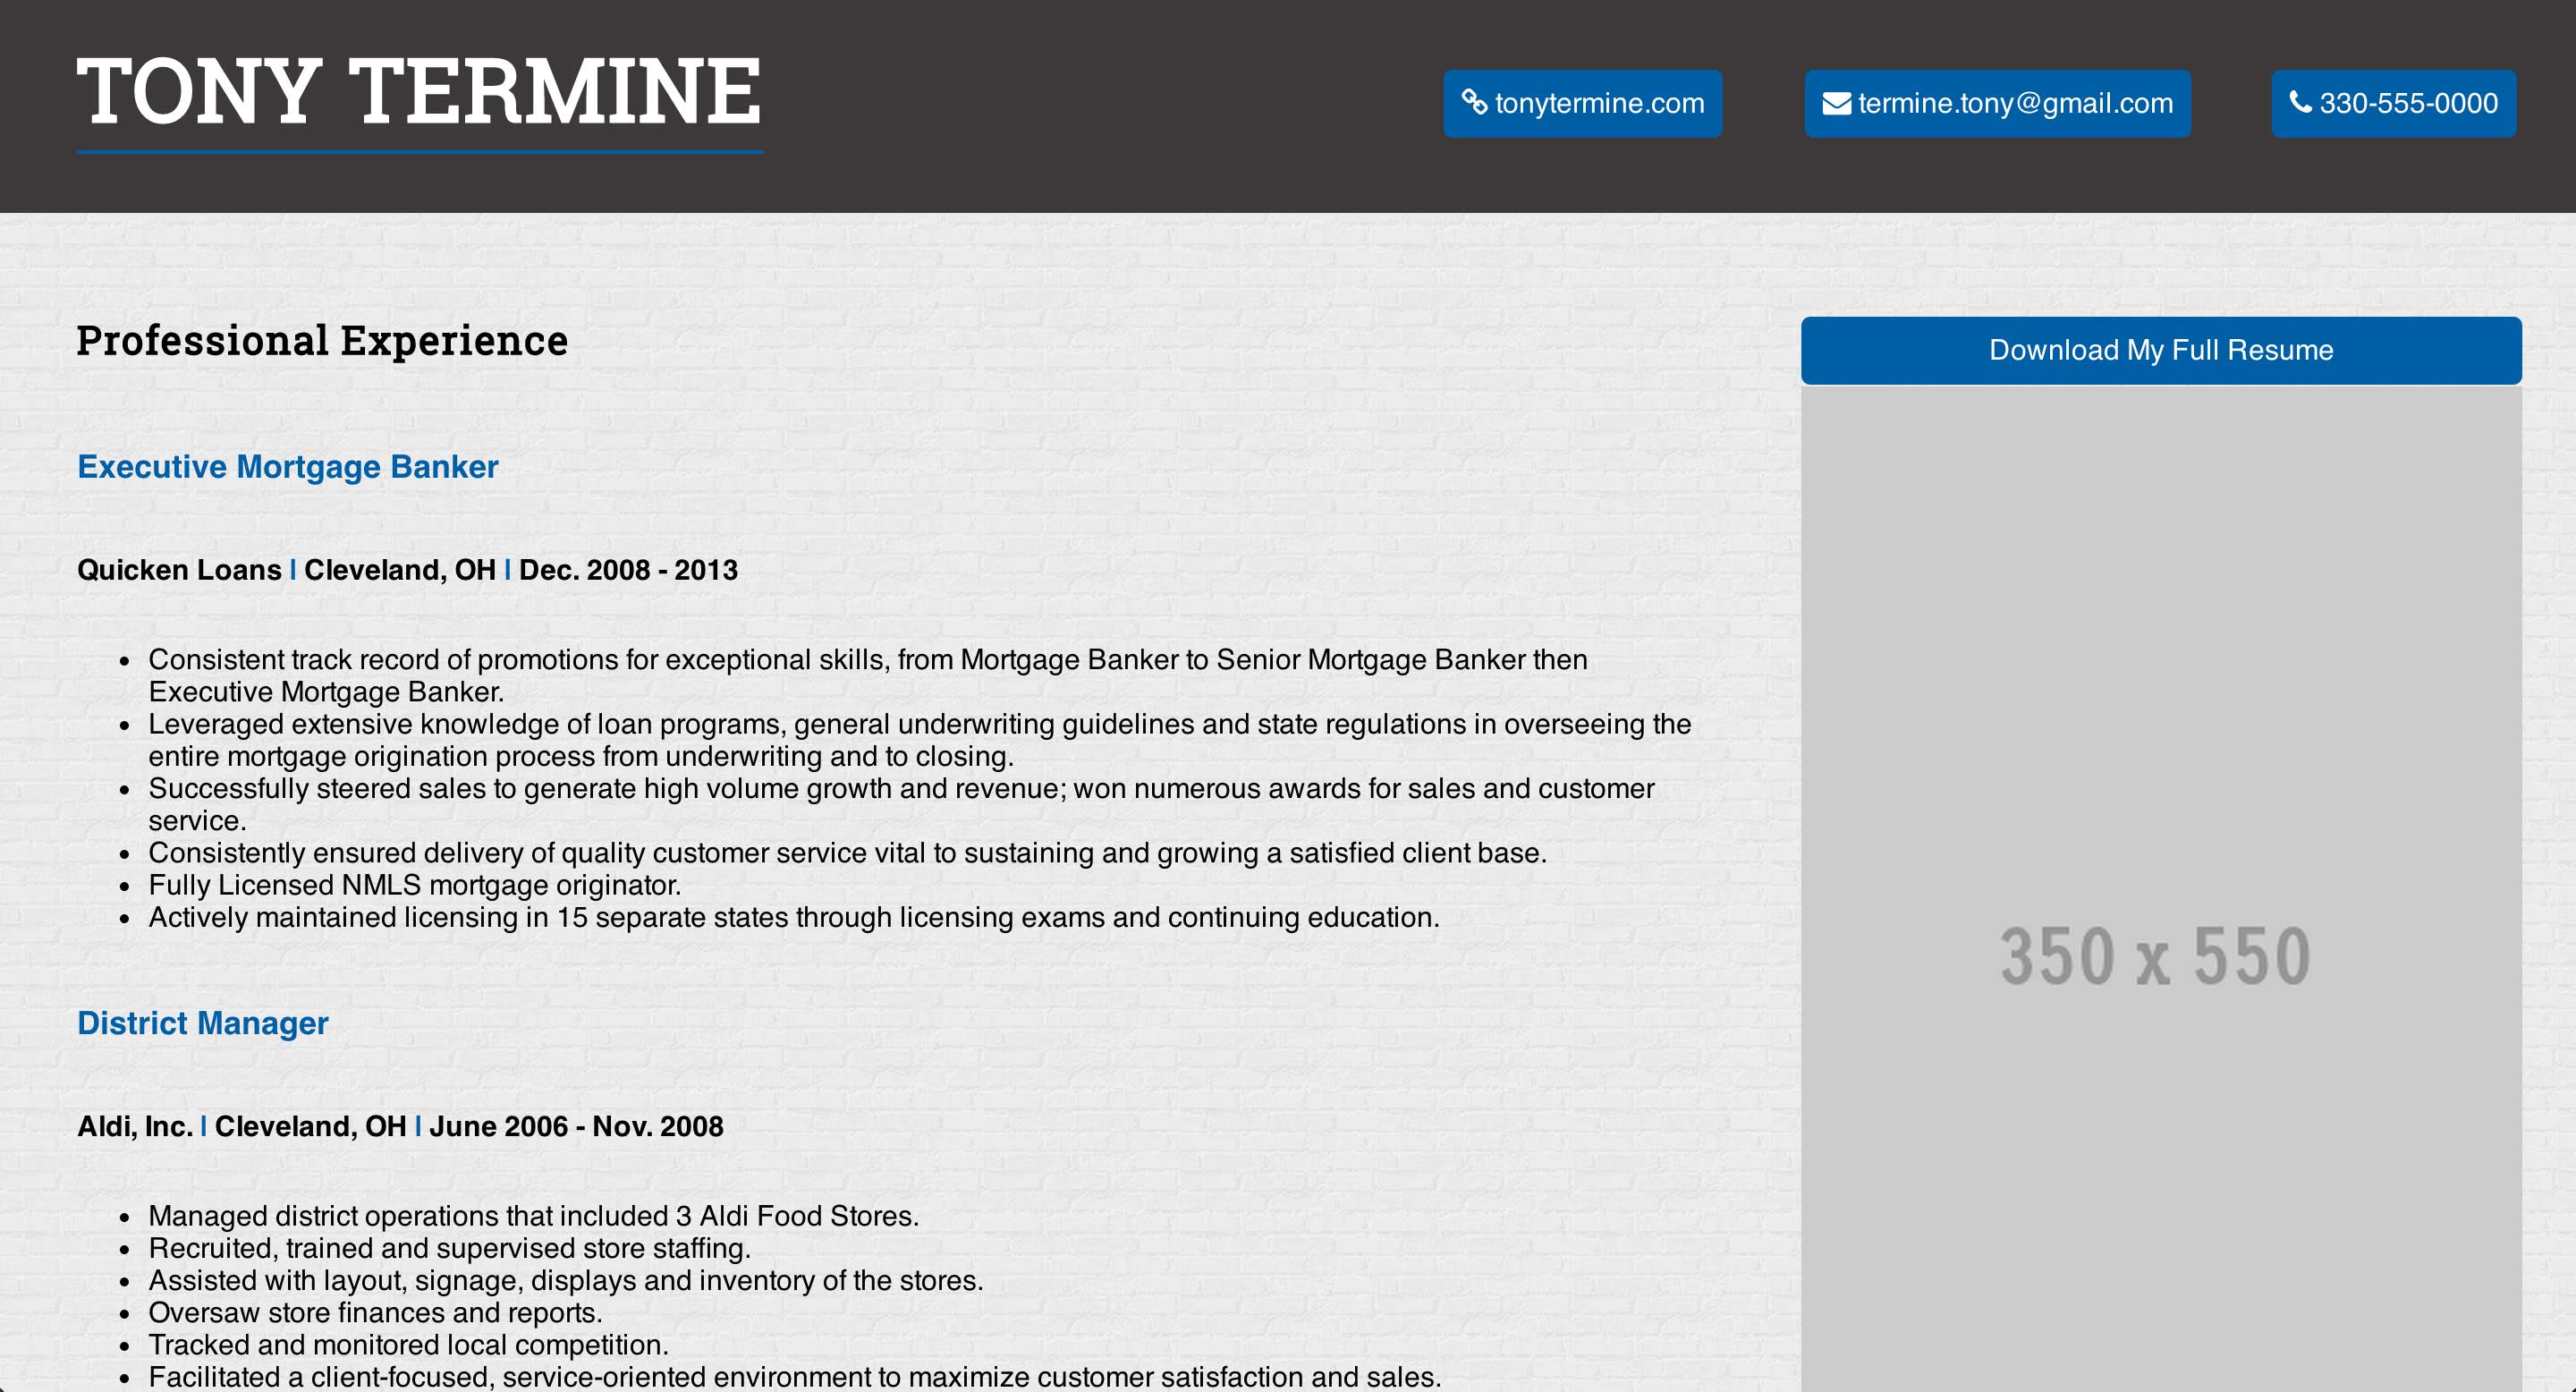 TONY TERMINE
tonytermine.com
termine.tony@gmail.com
330-555-0000
Professional Experience
Download My Full Resume
Executive Mortgage Banker
Quicken Loans | Cleveland, OH | Dec. 2008 - 2013
• Consistent track record of promotions for exceptional skills, from Mortgage Banker to Senior Mortgage Banker then
Executive Mortgage Banker.
• Leveraged extensive knowledge of loan programs, general underwriting guidelines and state regulations in overseeing the
entire mortgage origination process from underwriting and to closing.
• Successfully steered sales to generate high volume growth and revenue; won numerous awards for sales and customer
service.
• Consistently ensured delivery of quality customer service vital to sustaining and growing a satisfied client base.
• Fully Licensed NMLS mortgage originator.
• Actively maintained licensing in 15 separate states through licensing exams and continuing education.
350 x 550
District Manager
Aldi, Inc. | Cleveland, OH | June 2006 - Nov. 2008
• Managed district operations that included 3 Aldi Food Stores.
• Recruited, trained and supervised store staffing.
• Assisted with layout, signage, displays and inventory of the stores.
• Oversaw store finances and reports.
• Tracked and monitored local competition.
• Facilitated a client-focused, service-oriented environment to maximize customer satisfaction and sales.